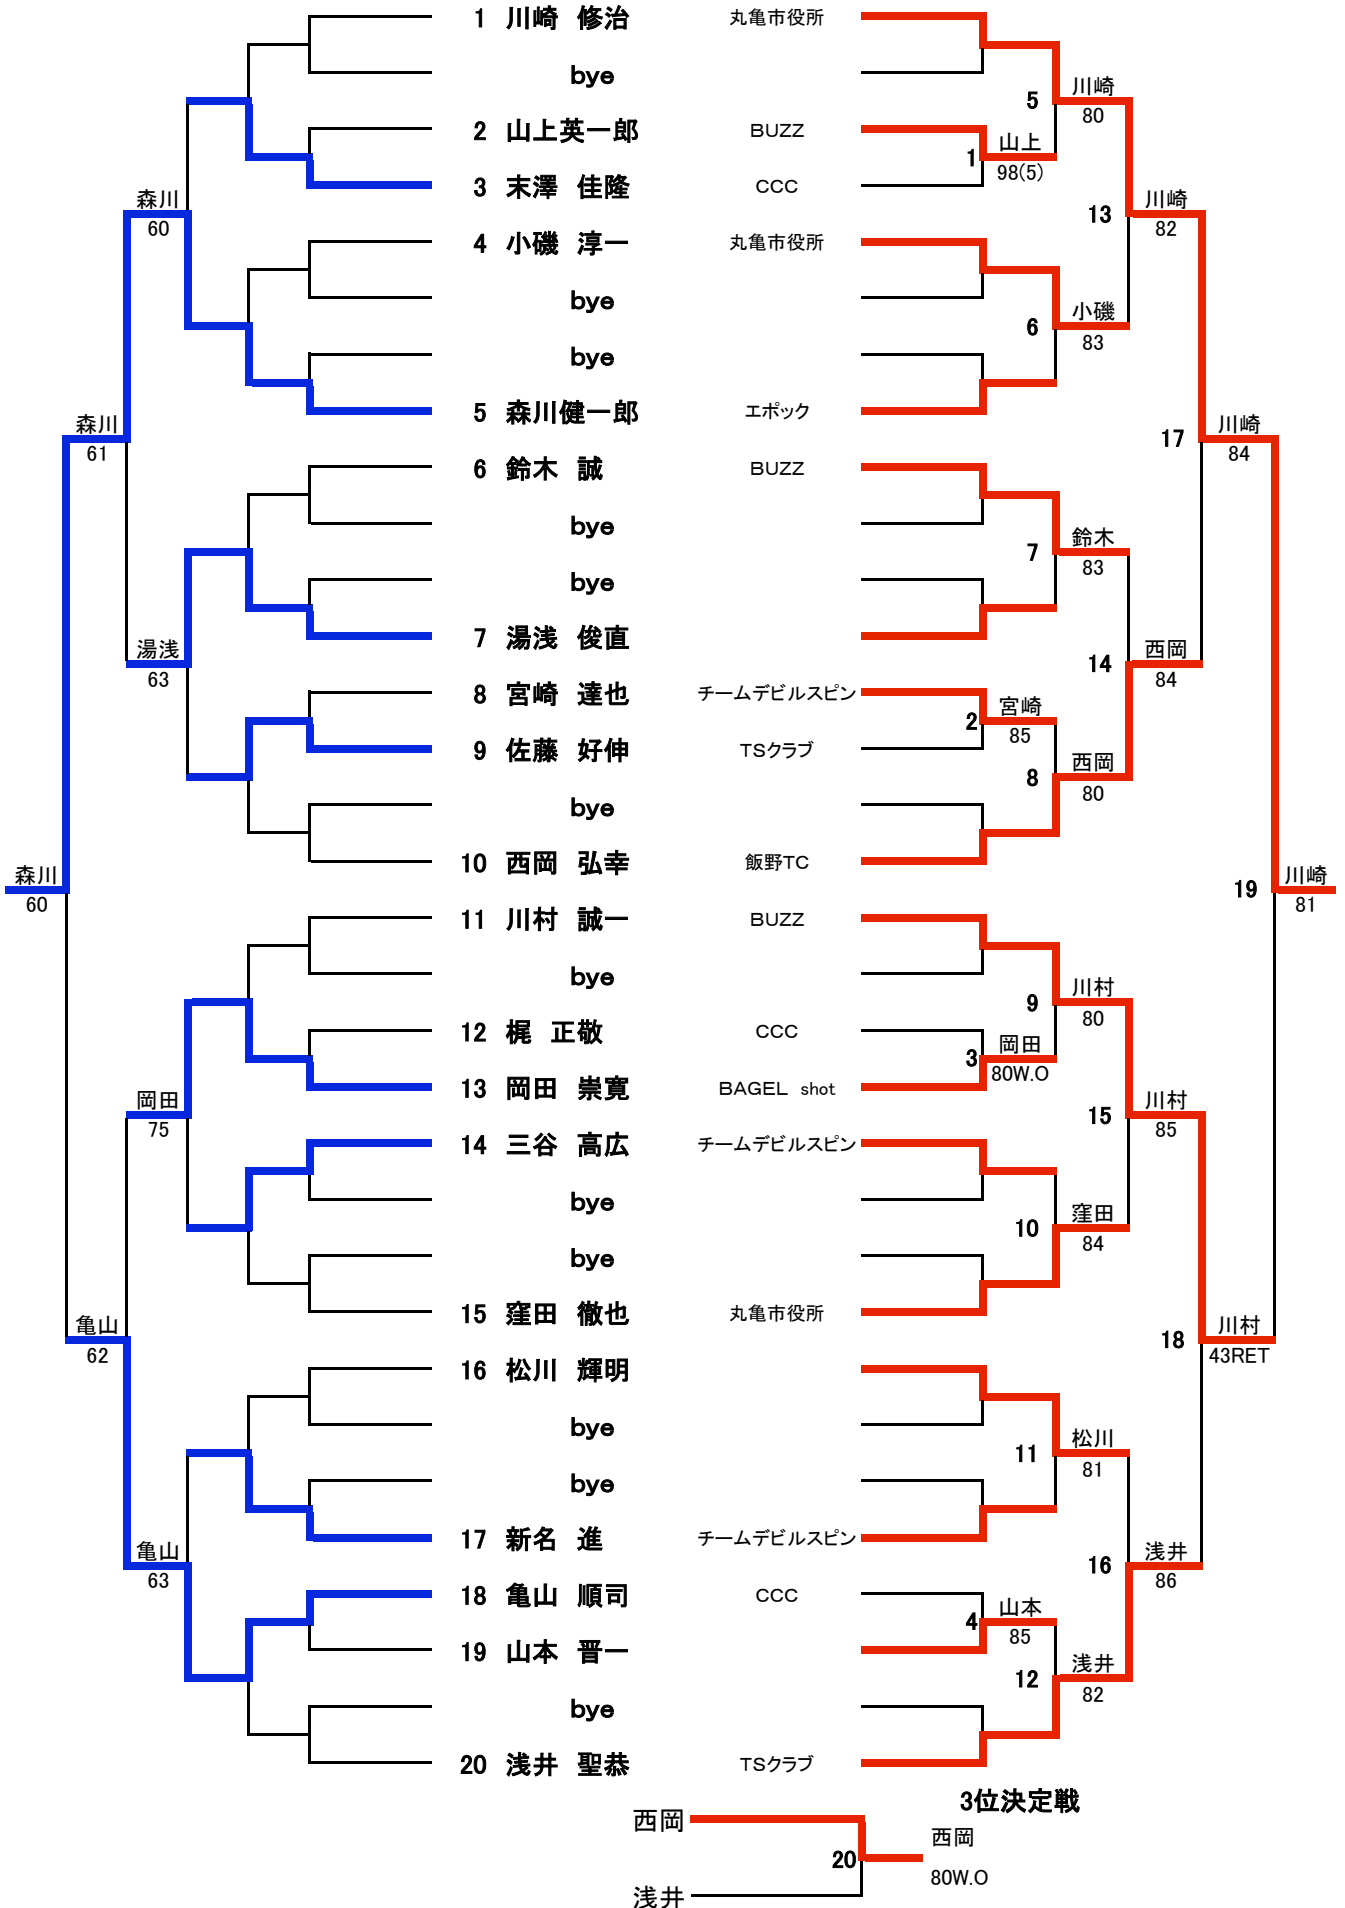 1 川崎 修治 丸亀市役所
bye
5 川崎
80
2 山上英一郎 BUZZ
1 山上
98(5)
3 末澤 佳隆 CCC
森川
60
13 川崎
82
4 小磯 淳一 丸亀市役所
bye
6 小磯
83
bye
5 森川健一郎 エポック
森川
61
17 川崎
84
6 鈴木 誠 BUZZ
bye
7 鈴木
83
bye
7 湯浅 俊直
湯浅
63
14 西岡
84
8 宮崎 達也 チームデビルスピン
2 宮崎
85
9 佐藤 好伸 TSクラブ
8 西岡
80
bye
10 西岡 弘幸 飯野TC
森川
60
19 川崎
81
11 川村 誠一 BUZZ
bye
9 川村
80
12 梶 正敬 CCC
3 岡田
80W.O
13 岡田 崇寛 BAGEL shot
岡田
75
15 川村
85
14 三谷 高広 チームデビルスピン
bye
10 窪田
84
bye
15 窪田 徹也 丸亀市役所
亀山
62
18 川村
43RET
16 松川 輝明
bye
11 松川
81
bye
17 新名 進 チームデビルスピン
亀山
63
16 浅井
86
18 亀山 順司 CCC
4 山本
85
19 山本 晋一
12 浅井
82
bye
20 浅井 聖恭 TSクラブ
3位決定戦
西岡
20 西岡
80W.O
浅井